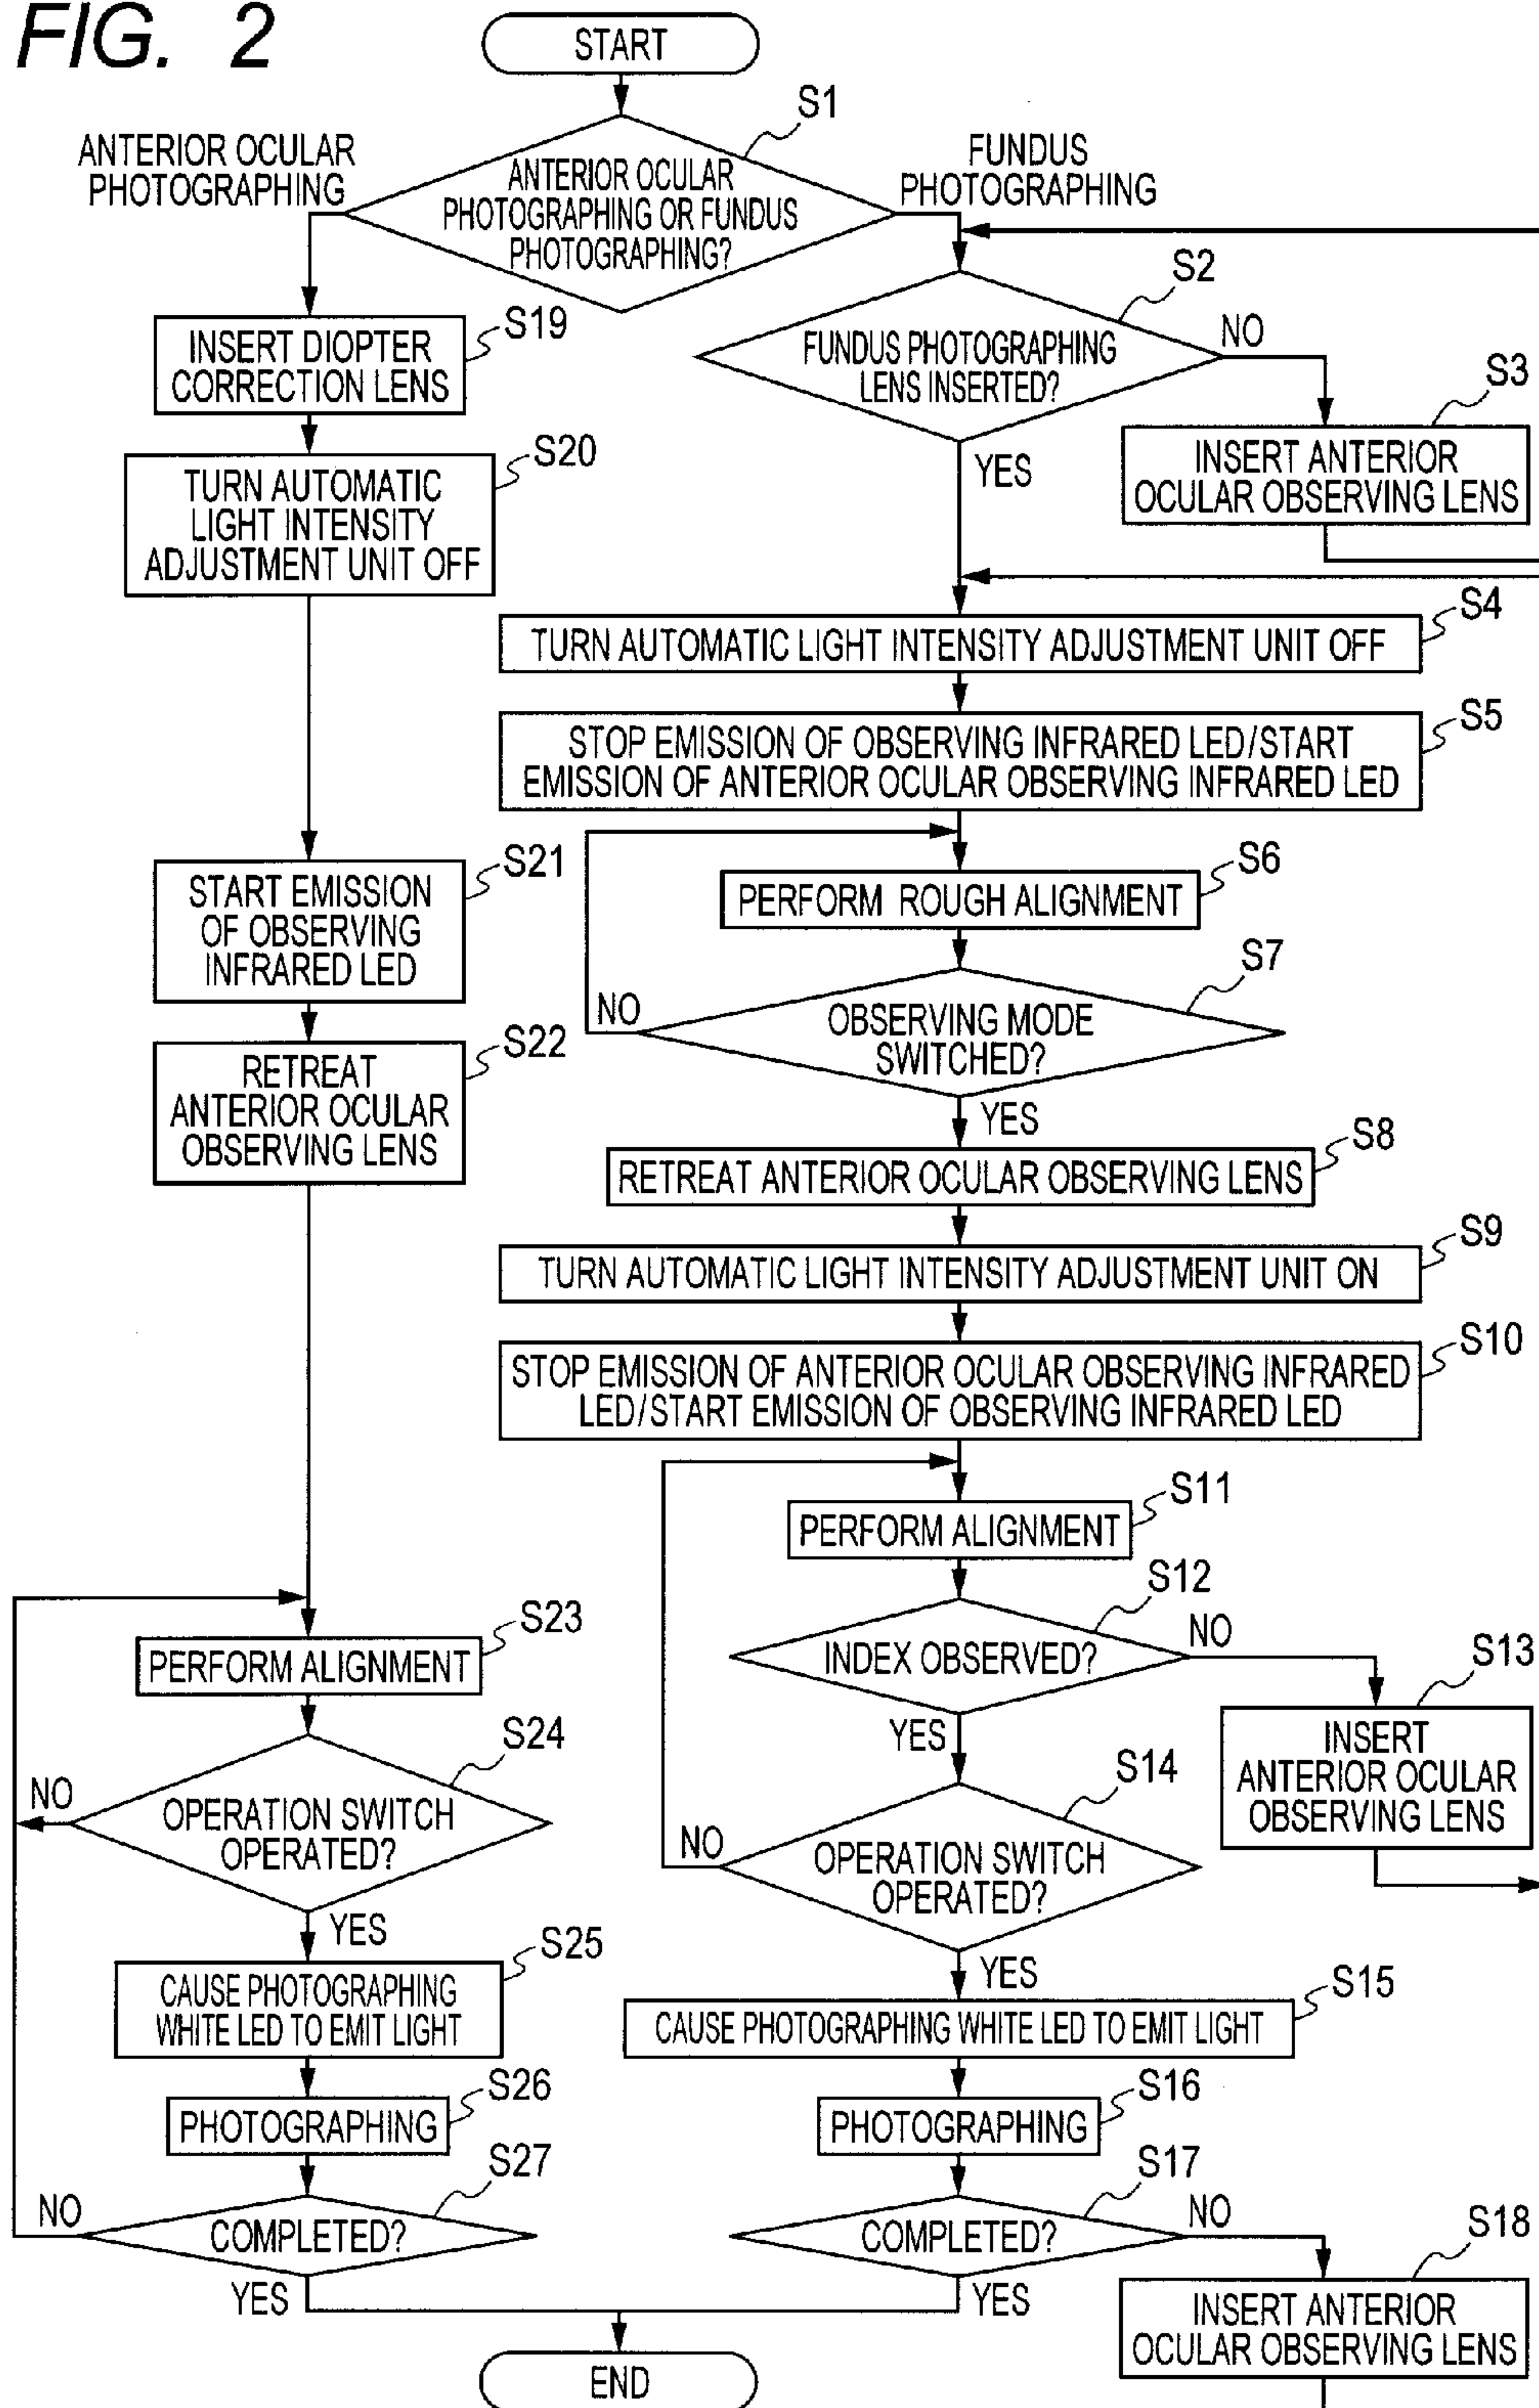 FIG. 2
START
S1
ANTERIOR OCULAR
PHOTOGRAPHING
ANTERIOR OCULAR
PHOTOGRAPHING OR FUNDUS
PHOTOGRAPHING?
FUNDUS
PHOTOGRAPHING
S2
FUNDUS PHOTOGRAPHING
LENS INSERTED?
NO
YES
S3
INSERT ANTERIOR
OCULAR OBSERVING LENS
S19
INSERT DIOPTER
CORRECTION LENS
S20
TURN AUTOMATIC
LIGHT INTENSITY
ADJUSTMENT UNIT OFF
S4
TURN AUTOMATIC LIGHT INTENSITY ADJUSTMENT UNIT OFF
S5
STOP EMISSION OF OBSERVING INFRARED LED/START
EMISSION OF ANTERIOR OCULAR OBSERVING INFRARED LED
S21
START EMISSION
OF OBSERVING
INFRARED LED
S6
PERFORM ROUGH ALIGNMENT
S7
OBSERVING MODE
SWITCHED?
NO
YES
S22
RETREAT
ANTERIOR OCULAR
OBSERVING LENS
S8
RETREAT ANTERIOR OCULAR OBSERVING LENS
S9
TURN AUTOMATIC LIGHT INTENSITY ADJUSTMENT UNIT ON
S10
STOP EMISSION OF ANTERIOR OCULAR OBSERVING INFRARED
LED/START EMISSION OF OBSERVING INFRARED LED
S11
PERFORM ALIGNMENT
S12
INDEX OBSERVED?
NO
YES
S13
INSERT
ANTERIOR OCULAR
OBSERVING LENS
S23
PERFORM ALIGNMENT
S24
OPERATION SWITCH
OPERATED?
NO
YES
S14
OPERATION SWITCH
OPERATED?
NO
YES
S25
CAUSE PHOTOGRAPHING
WHITE LED TO EMIT LIGHT
S15
CAUSE PHOTOGRAPHING WHITE LED TO EMIT LIGHT
S26
PHOTOGRAPHING
S16
PHOTOGRAPHING
S27
COMPLETED?
NO
YES
S17
COMPLETED?
NO
YES
S18
INSERT ANTERIOR
OCULAR OBSERVING LENS
END